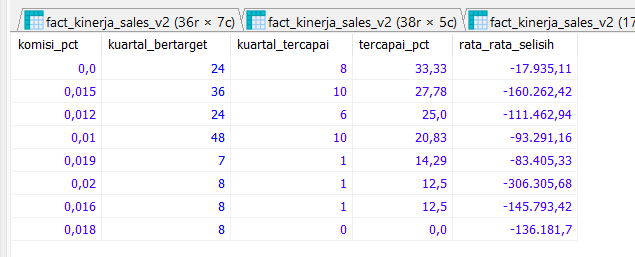 fact_kinerja_sales_v2 (36r × 7c) fact_kinerja_sales_v2 (38r × 5c) fact_kinerja_sales_v2 (17
komisi_pct kuartal_bertarget kuartal_tercapai tercapai_pct rata_rata_selisih
0,0 24 8 33,33 -17.935,11
0,015 36 10 27,78 -160.262,42
0,012 24 6 25,0 -111.462,94
0,01 48 10 20,83 -93.291,16
0,019 7 1 14,29 -83.405,33
0,02 8 1 12,5 -306.305,68
0,016 8 1 12,5 -145.793,42
0,018 8 0 0,0 -136.181,7